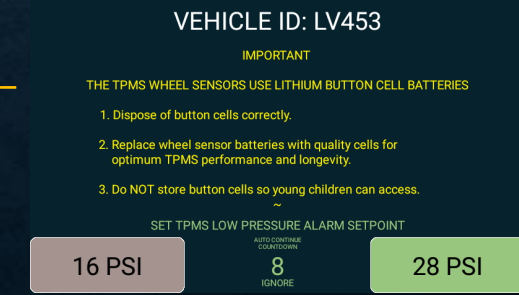 VEHICLE ID: LV453
IMPORTANT
THE TPMS WHEEL SENSORS USE LITHIUM BUTTON CELL BATTERIES
1. Dispose of button cells correctly.
2. Replace wheel sensor batteries with quality cells for
optimum TPMS performance and longevity.
3. Do NOT store button cells so young children can access.
~
SET TPMS LOW PRESSURE ALARM SETPOINT
16 PSI
AUTO CONTINUE
COUNTDOWN
8
IGNORE
28 PSI